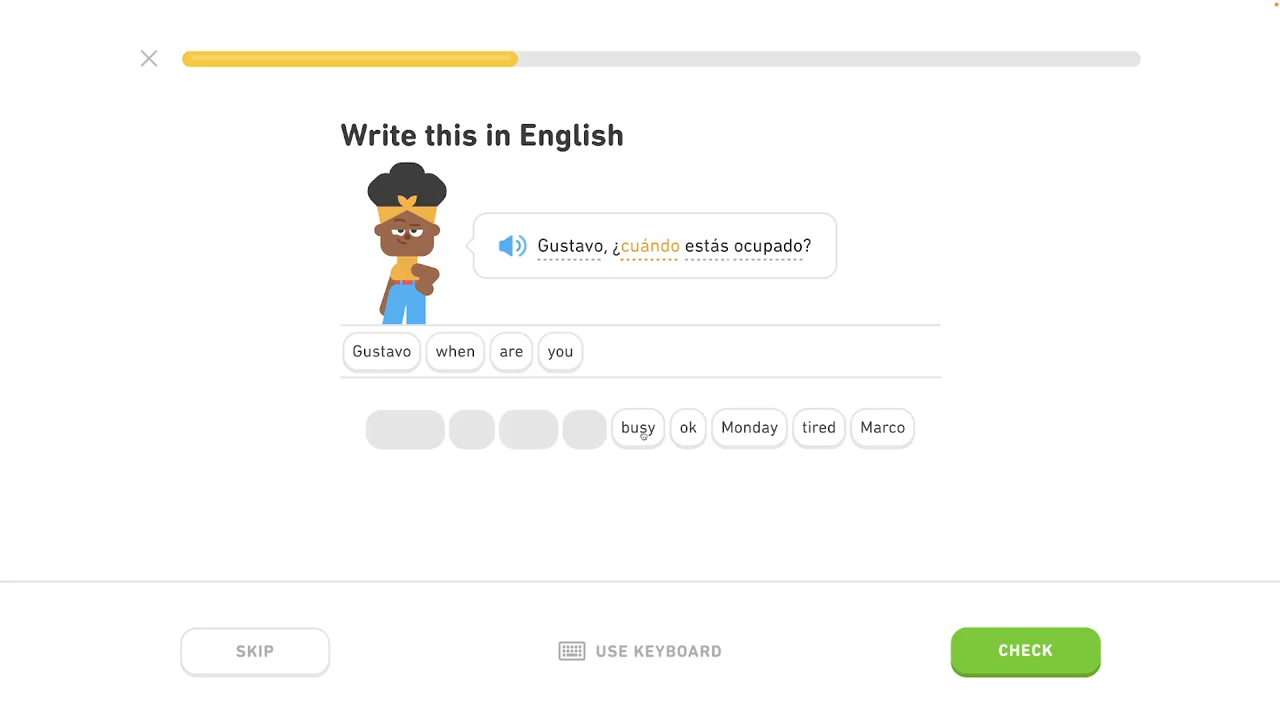 Write this in English
Gustavo, ¿cuándo estás ocupado?
Gustavo when are you
busy ok Monday tired Marco
SKIP USE KEYBOARD CHECK